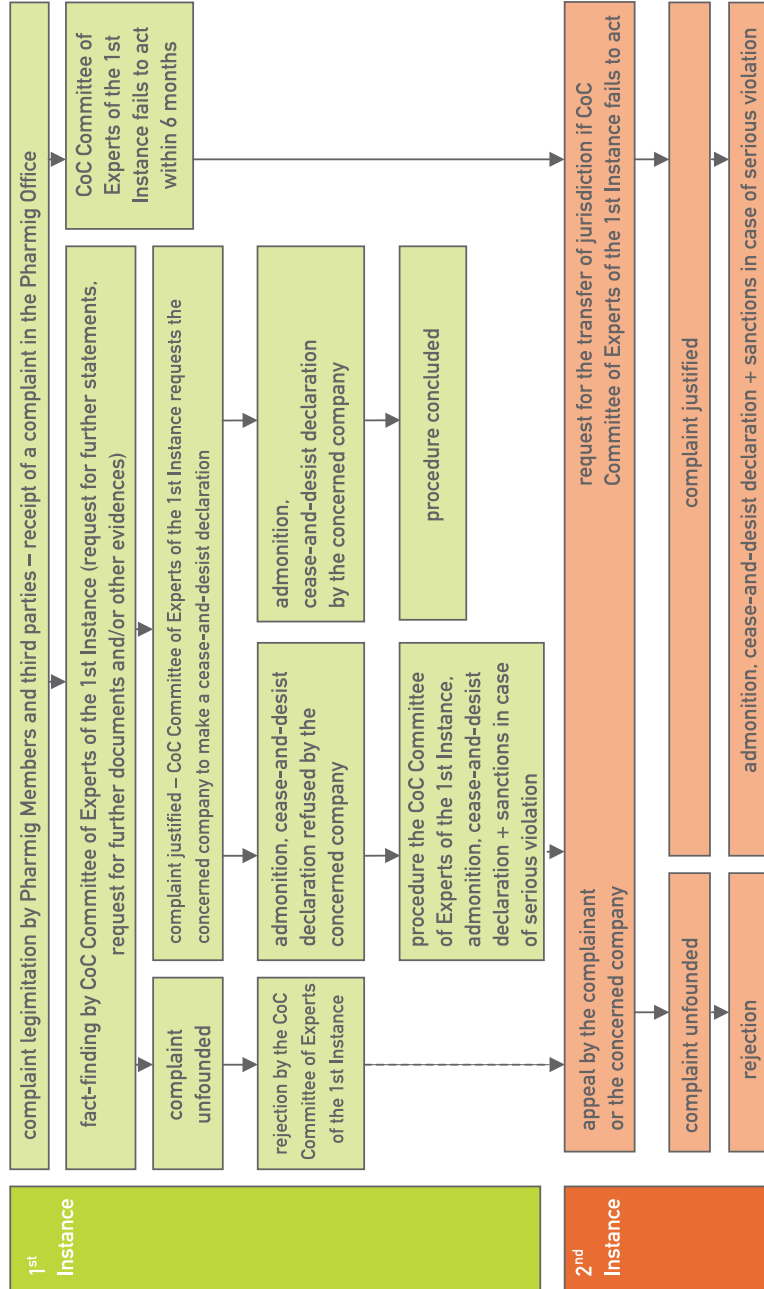 1st
Instance
complaint legimitation by Pharmig Members and third parties – receipt of a complaint in the Pharmig Office
fact-finding by CoC Committee of Experts of the 1st Instance (request for further statements,
request for further documents and/or other evidences)
CoC Committee of
Experts of the 1st
Instance fails to act
within 6 months
complaint
unfounded
complaint justified – CoC Committee of Experts of the 1st Instance requests the
concerned company to make a cease-and-desist declaration
rejection by the CoC
Committee of Experts
of the 1st Instance
admonition, cease-and-desist
declaration refused by the
concerned company
admonition,
cease-and-desist declaration
by the concerned company
procedure the CoC Committee
of Experts of the 1st Instance,
admonition, cease-and-desist
declaration + sanctions in case
of serious violation
procedure concluded
2nd
Instance
appeal by the complainant
or the concerned company
request for the transfer of jurisdiction if CoC
Committee of Experts of the 1st Instance fails to act
complaint unfounded
complaint justified
rejection
admonition, cease-and-desist declaration + sanctions in case of serious violation